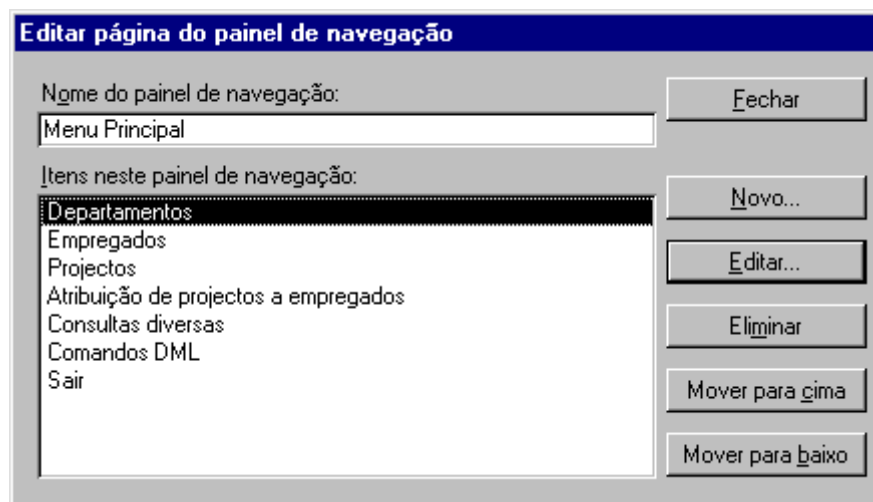 Editar página do painel de navegação
Nome do painel de navegação:
Fechar
Menu Principal
Itens neste painel de navegação:
Departamentos
Empregados
Projectos
Atribuição de projectos a empregados
Consultas diversas
Comandos DML
Sair
Novo...
Editar...
Eliminar
Mover para cima
Mover para baixo